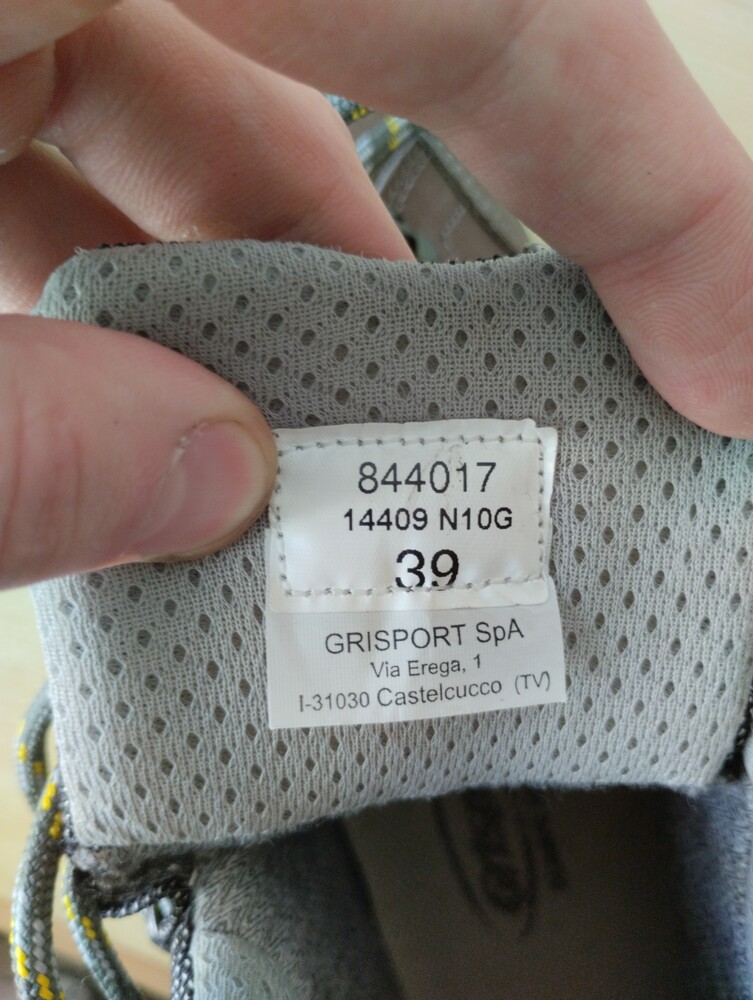 844017
14409 N10G
39
GRISPORT SpA
Via Erega, 1
I-31030 Castelcucco (TV)